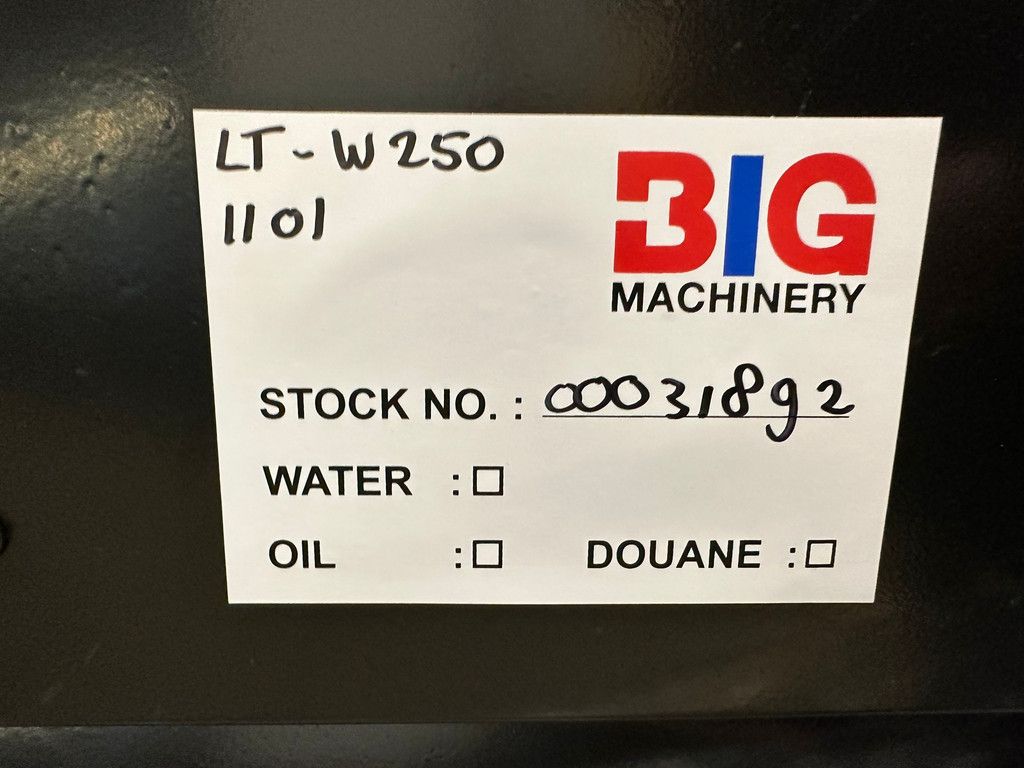 LT-W250
1101
BIG
MACHINERY
STOCK NO. : 00031892
WATER : ☐
OIL : ☐ DOUANE : ☐